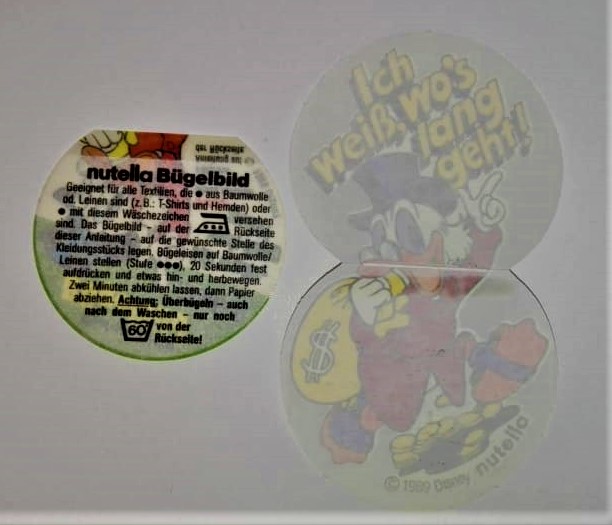 der Rückseite
nutella Bügelbild
Geeignet für alle Textilien, die ● aus Baumwolle
od. Leinen sind (z.B.: T-Shirts und Hemden) oder
● mit diesem Wäschezeichen versehen
sind. Das Bügelbild - auf der Rückseite
dieser Anleitung - auf die gewünschte Stelle des
Kleidungsstücks legen. Bügeleisen auf Baumwolle/
Leinen stellen (Stufe ●●●), 20 Sekunden fest
aufdrücken und etwas hin- und herbewegen.
Zwei Minuten abkühlen lassen, dann Papier
abziehen. Achtung: Überbügeln - auch
nach dem Waschen - nur noch
60 von der
Rückseite!
Ich
weiß, wo's
lang
geht!
$
© 1989 Disney nutella